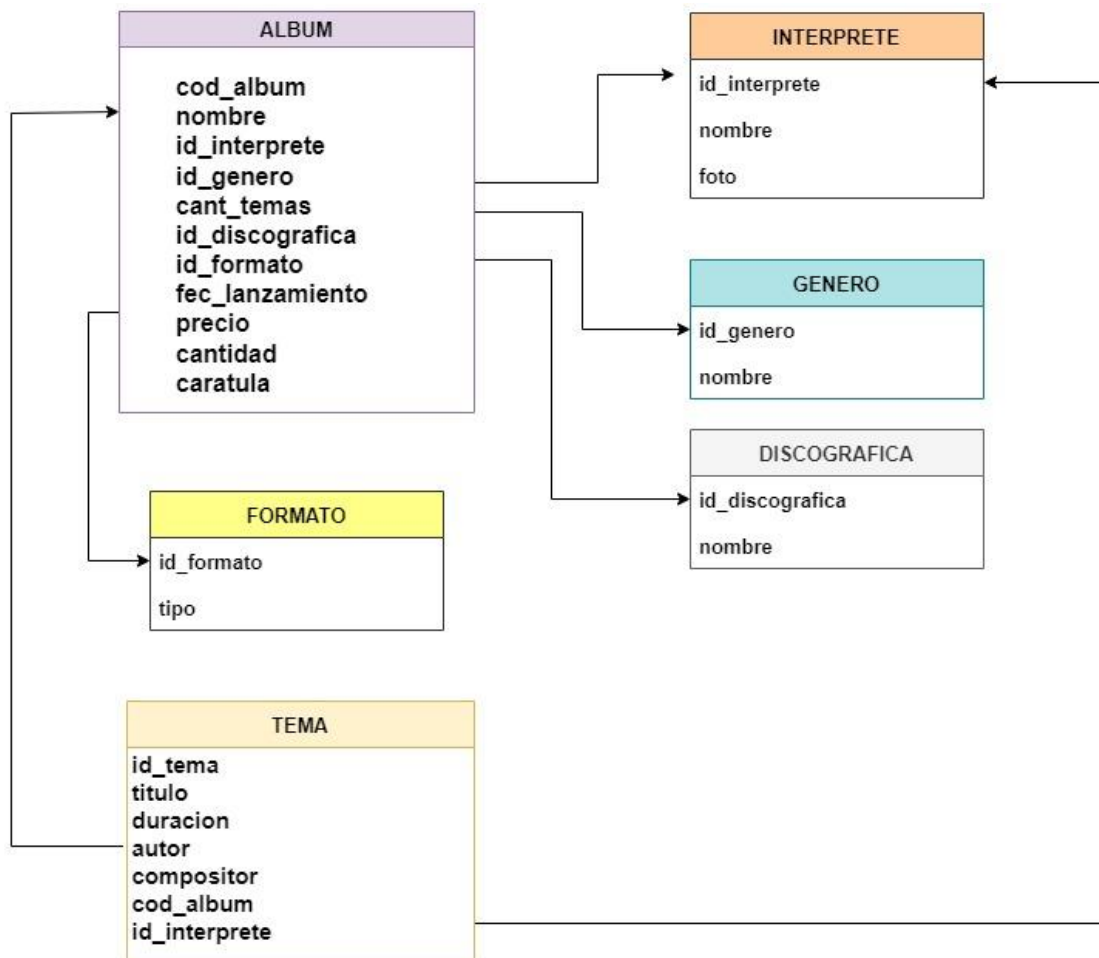 ALBUM
cod_album
nombre
id_interprete
id_genero
cant_temas
id_discografica
id_formato
fec_lanzamiento
precio
cantidad
caratula
INTERPRETE
id_interprete
nombre
foto
GENERO
id_genero
nombre
DISCOGRAFICA
id_discografica
nombre
FORMATO
id_formato
tipo
TEMA
id_tema
titulo
duracion
autor
compositor
cod_album
id_interprete